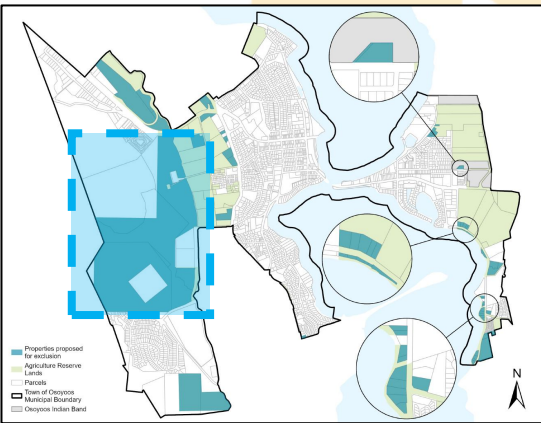 N
Properties proposed
for exclusion
Agriculture Reserve
Lands
Parcels
Town of Osoyoos
Municipal Boundary
Osoyoos Indian Band